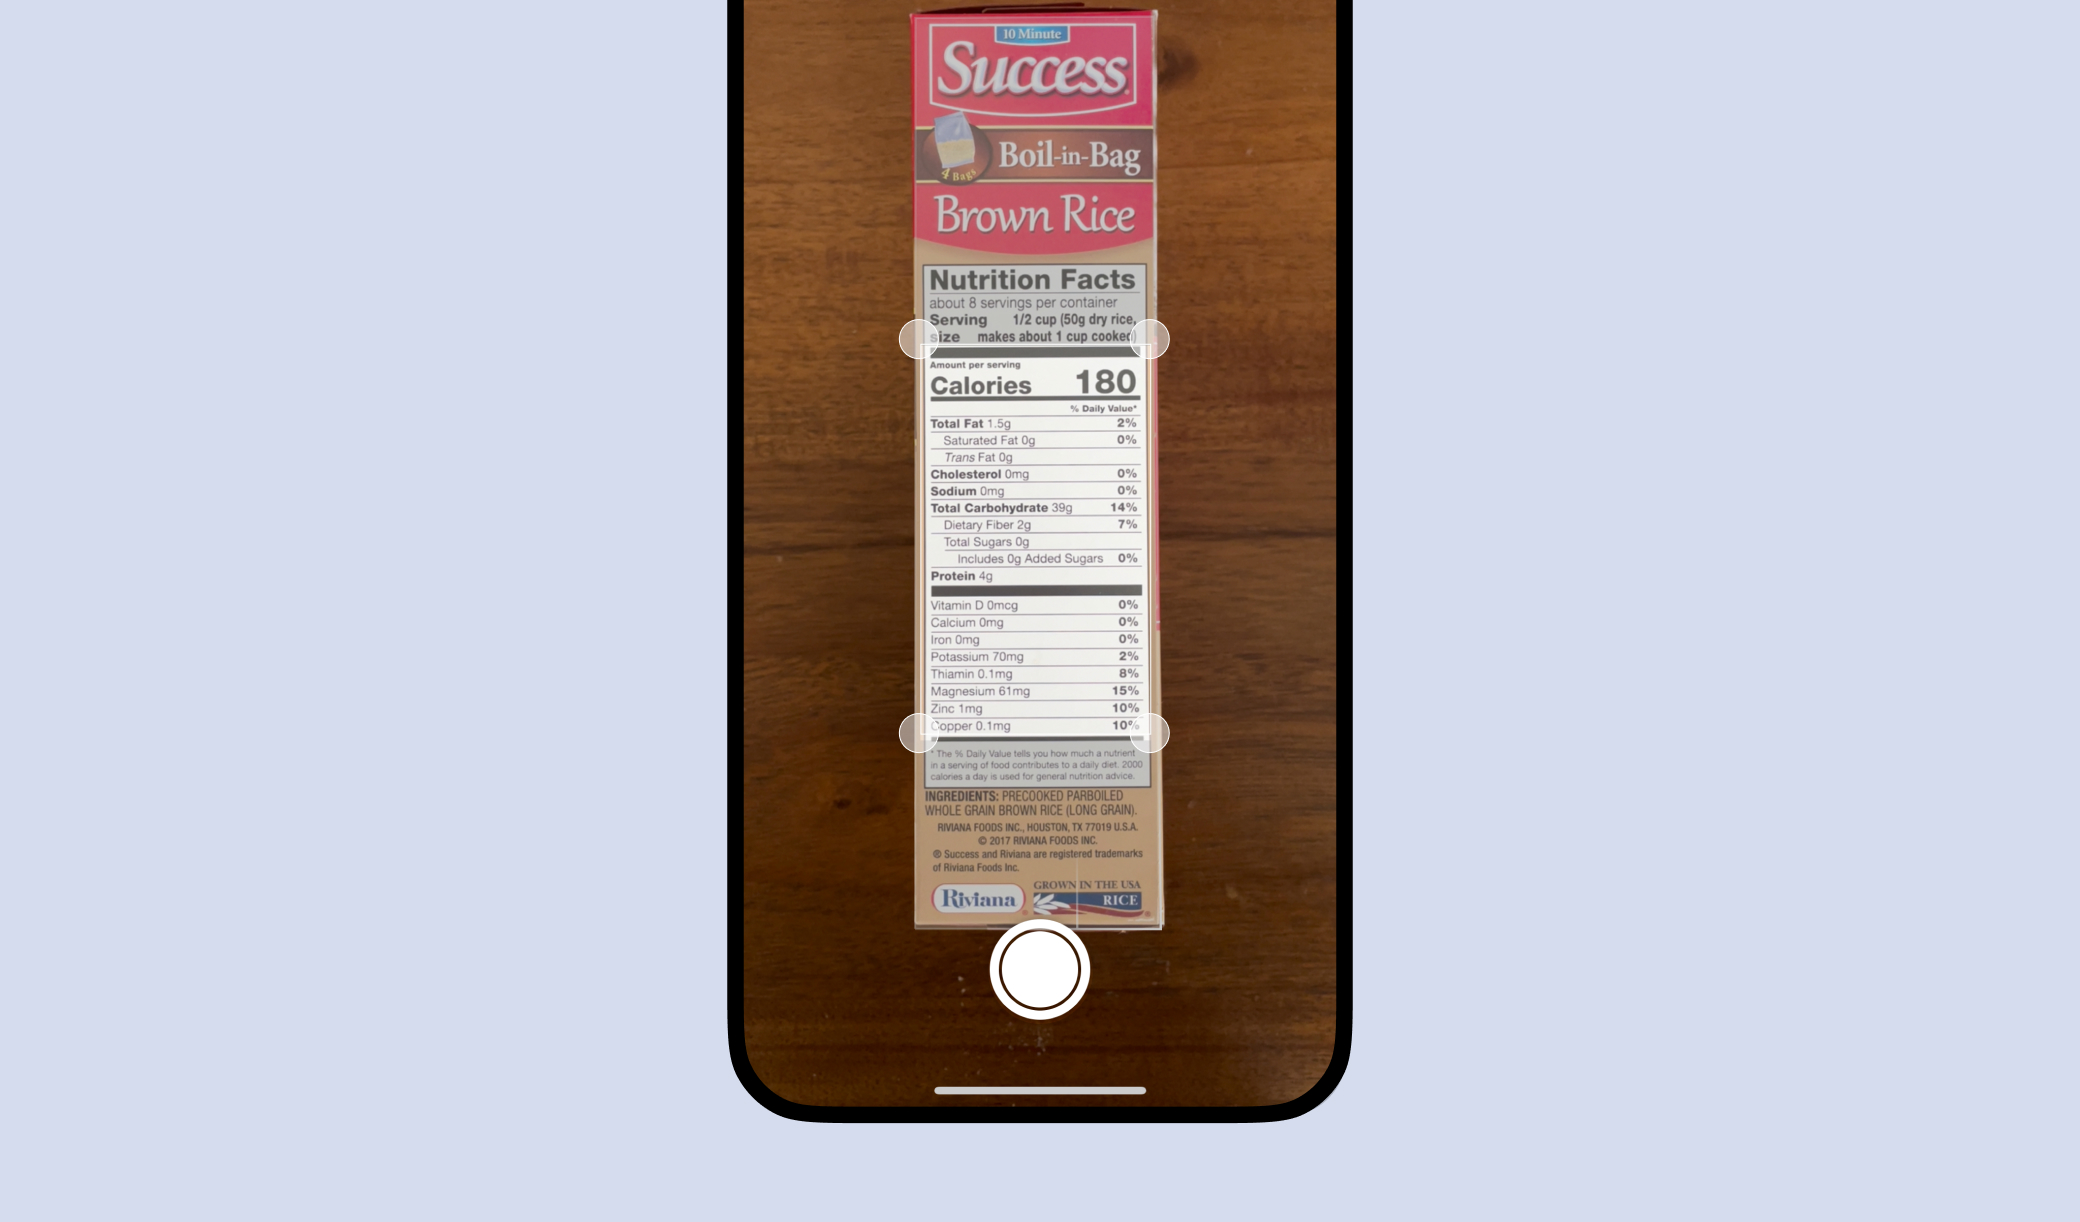 10 Minute
Success
4 Bags
Boil-in-Bag
Brown Rice
Nutrition Facts
about 8 servings per container
Serving 1/2 cup (50g dry rice,
size makes about 1 cup cooked)
Amount per serving
Calories 180
% Daily Value*
Total Fat 1.5g 2%
Saturated Fat 0g 0%
Trans Fat 0g
Cholesterol 0mg 0%
Sodium 0mg 0%
Total Carbohydrate 39g 14%
Dietary Fiber 2g 7%
Total Sugars 0g
Includes 0g Added Sugars 0%
Protein 4g
Vitamin D 0mcg 0%
Calcium 0mg 0%
Iron 0mg 0%
Potassium 70mg 2%
Thiamin 0.1mg 8%
Magnesium 61mg 15%
Zinc 1mg 10%
Copper 0.1mg 10%
* The % Daily Value tells you how much a nutrient
in a serving of food contributes to a daily diet. 2000
calories a day is used for general nutrition advice.
INGREDIENTS: PRECOOKED PARBOILED
WHOLE GRAIN BROWN RICE (LONG GRAIN).
RIVIANA FOODS INC., HOUSTON, TX 77019 U.S.A.
© 2017 RIVIANA FOODS INC.
® Success and Riviana are registered trademarks
of Riviana Foods Inc.
Riviana
GROWN IN THE USA
RICE